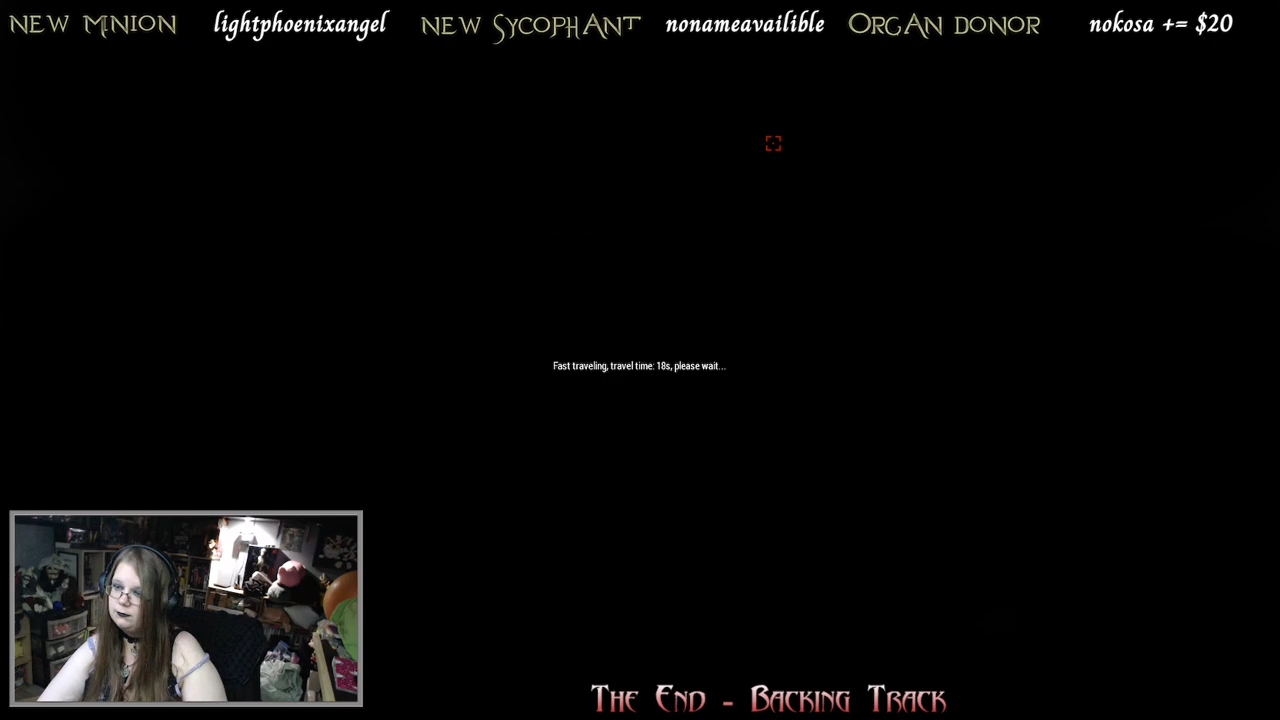 NEW MINION lightphoenixangel NEW SYCOPHANT nonameavailible ORGAN DONOR nokosa += $20
Fast traveling, travel time: 18s, please wait...
The End - Backing Track